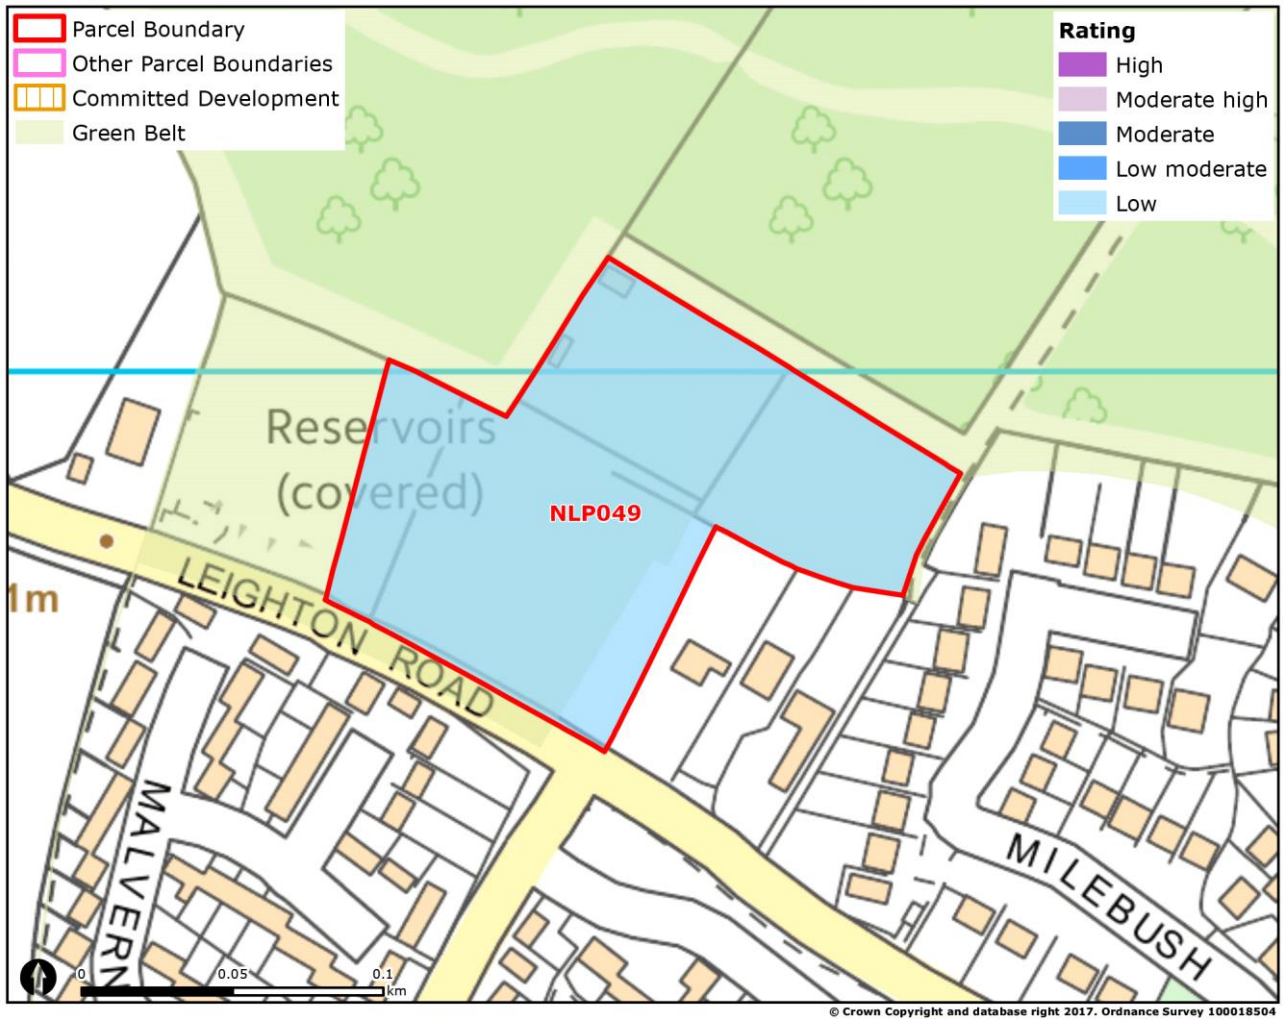 Parcel Boundary
Other Parcel Boundaries
Committed Development
Green Belt
Rating
High
Moderate high
Moderate
Low moderate
Low
Reservoirs
(covered)
NLP049
LEIGHTON ROAD
1m
MALVERN
MILEBUSH
0 0.05 0.1
km
© Crown Copyright and database right 2017. Ordnance Survey 100018504